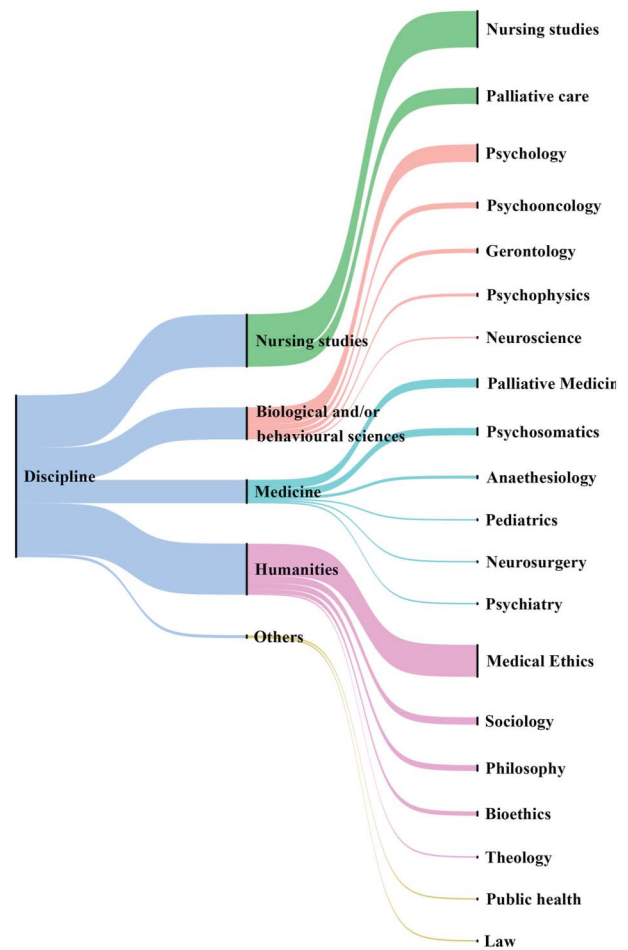 Discipline
Nursing studies
Biological and/or
behavioural sciences
Medicine
Humanities
Others
Nursing studies
Palliative care
Psychology
Psychooncology
Gerontology
Psychophysics
Neuroscience
Palliative Medicin
Psychosomatics
Anaethesiology
Pediatrics
Neurosurgery
Psychiatry
Medical Ethics
Sociology
Philosophy
Bioethics
Theology
Public health
Law